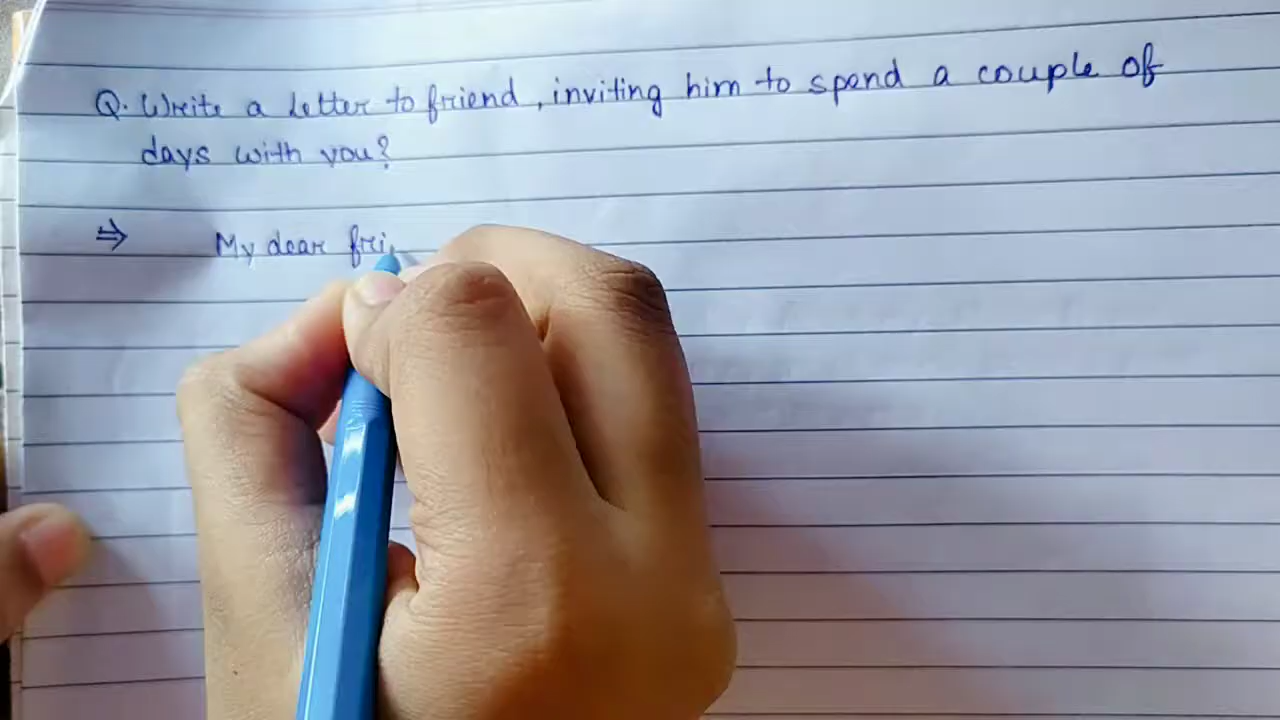 Q. Write a letter to friend, inviting him to spend a couple of
days with you?
⇒ My dear fri